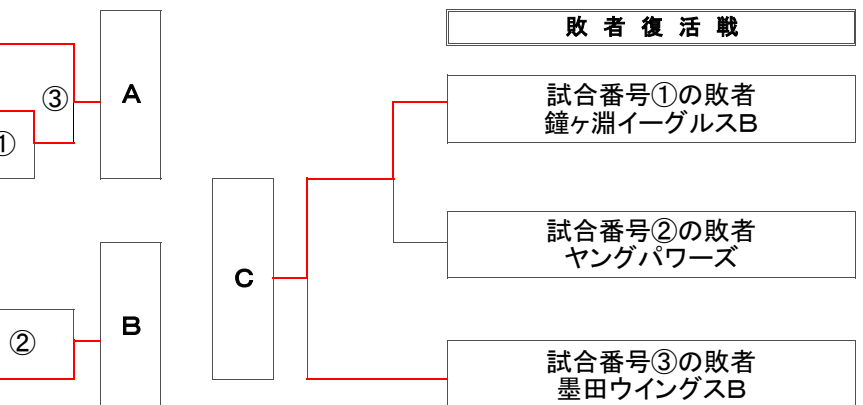 敗者復活戦
③
A
①
試合番号①の敗者
鐘ヶ淵イーグルスB
試合番号②の敗者
ヤングパワーズ
C
②
B
試合番号③の敗者
墨田ウイングスB